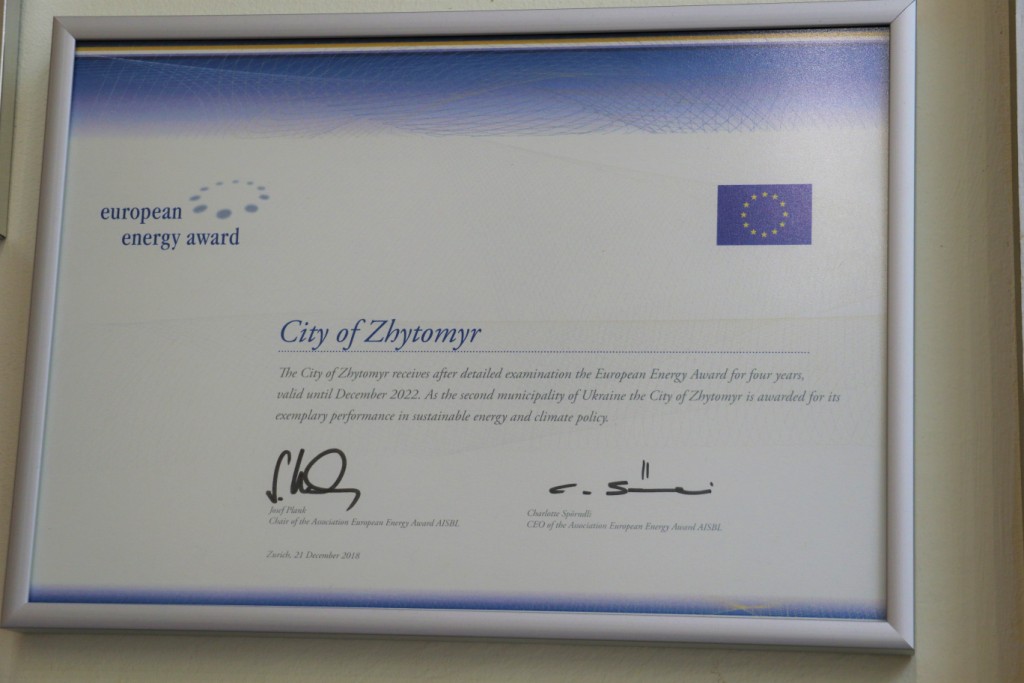 european
energy award
City of Zhytomyr
The City of Zhytomyr receives after detailed examination the European Energy Award for four years,
valid until December 2022. As the second municipality of Ukraine the City of Zhytomyr is awarded for its
exemplary performance in sustainable energy and climate policy.
Josef Plank
Chair of the Association European Energy Award AISBL
Charlotte Spörndli
CEO of the Association European Energy Award AISBL
Zurich, 21 December 2018